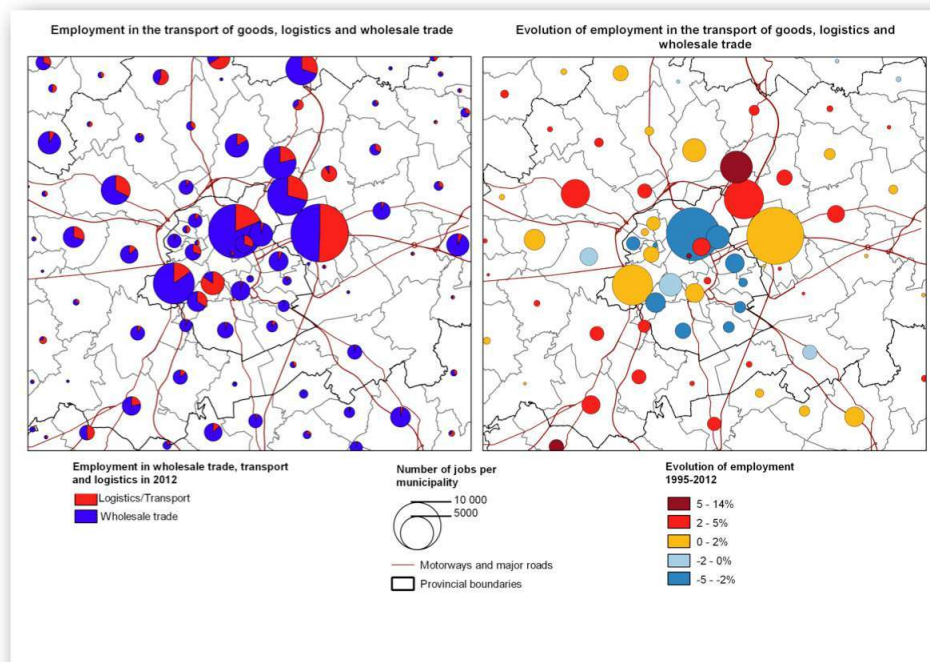 Employment in the transport of goods, logistics and wholesale trade
Evolution of employment in the transport of goods, logistics and
wholesale trade
Employment in wholesale trade, transport
and logistics in 2012
Logistics/Transport
Wholesale trade
Number of jobs per
municipality
10 000
5000
Motorways and major roads
Provincial boundaries
Evolution of employment
1995-2012
5 - 14%
2 - 5%
0 - 2%
-2 - 0%
-5 - -2%